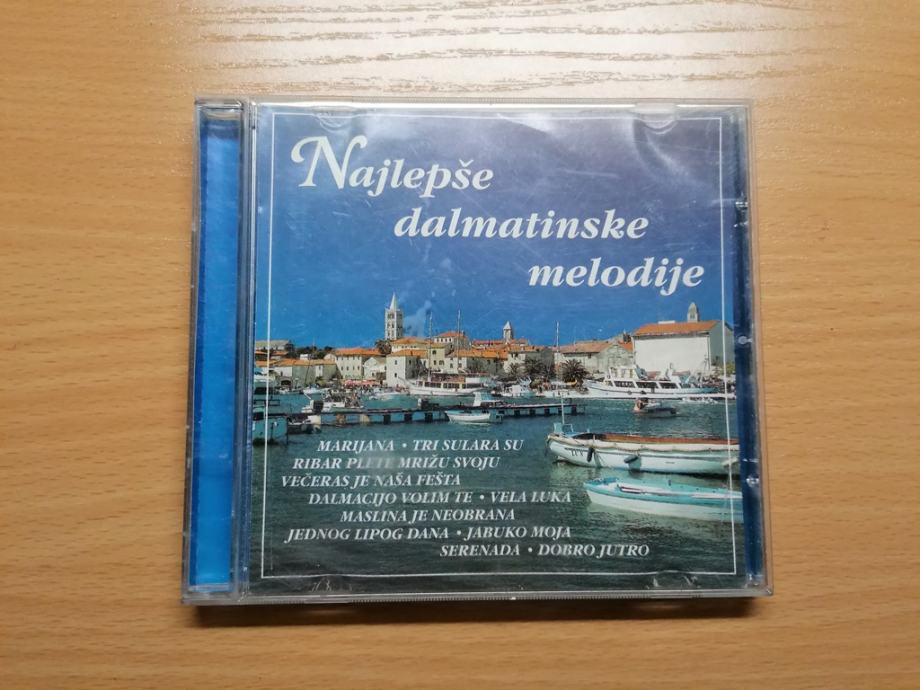 Najlepše
dalmatinske
melodije
MARIJANA • TRI SULARA SU
RIBAR PLETE MRIŽU SVOJU
VEČERAS JE NAŠA FEŠTA
DALMACIJO VOLIM TE • VELA LUKA
MASLINA JE NEOBRANA
JEDNOG LIPOG DANA • JABUKO MOJA
SERENADA • DOBRO JUTRO